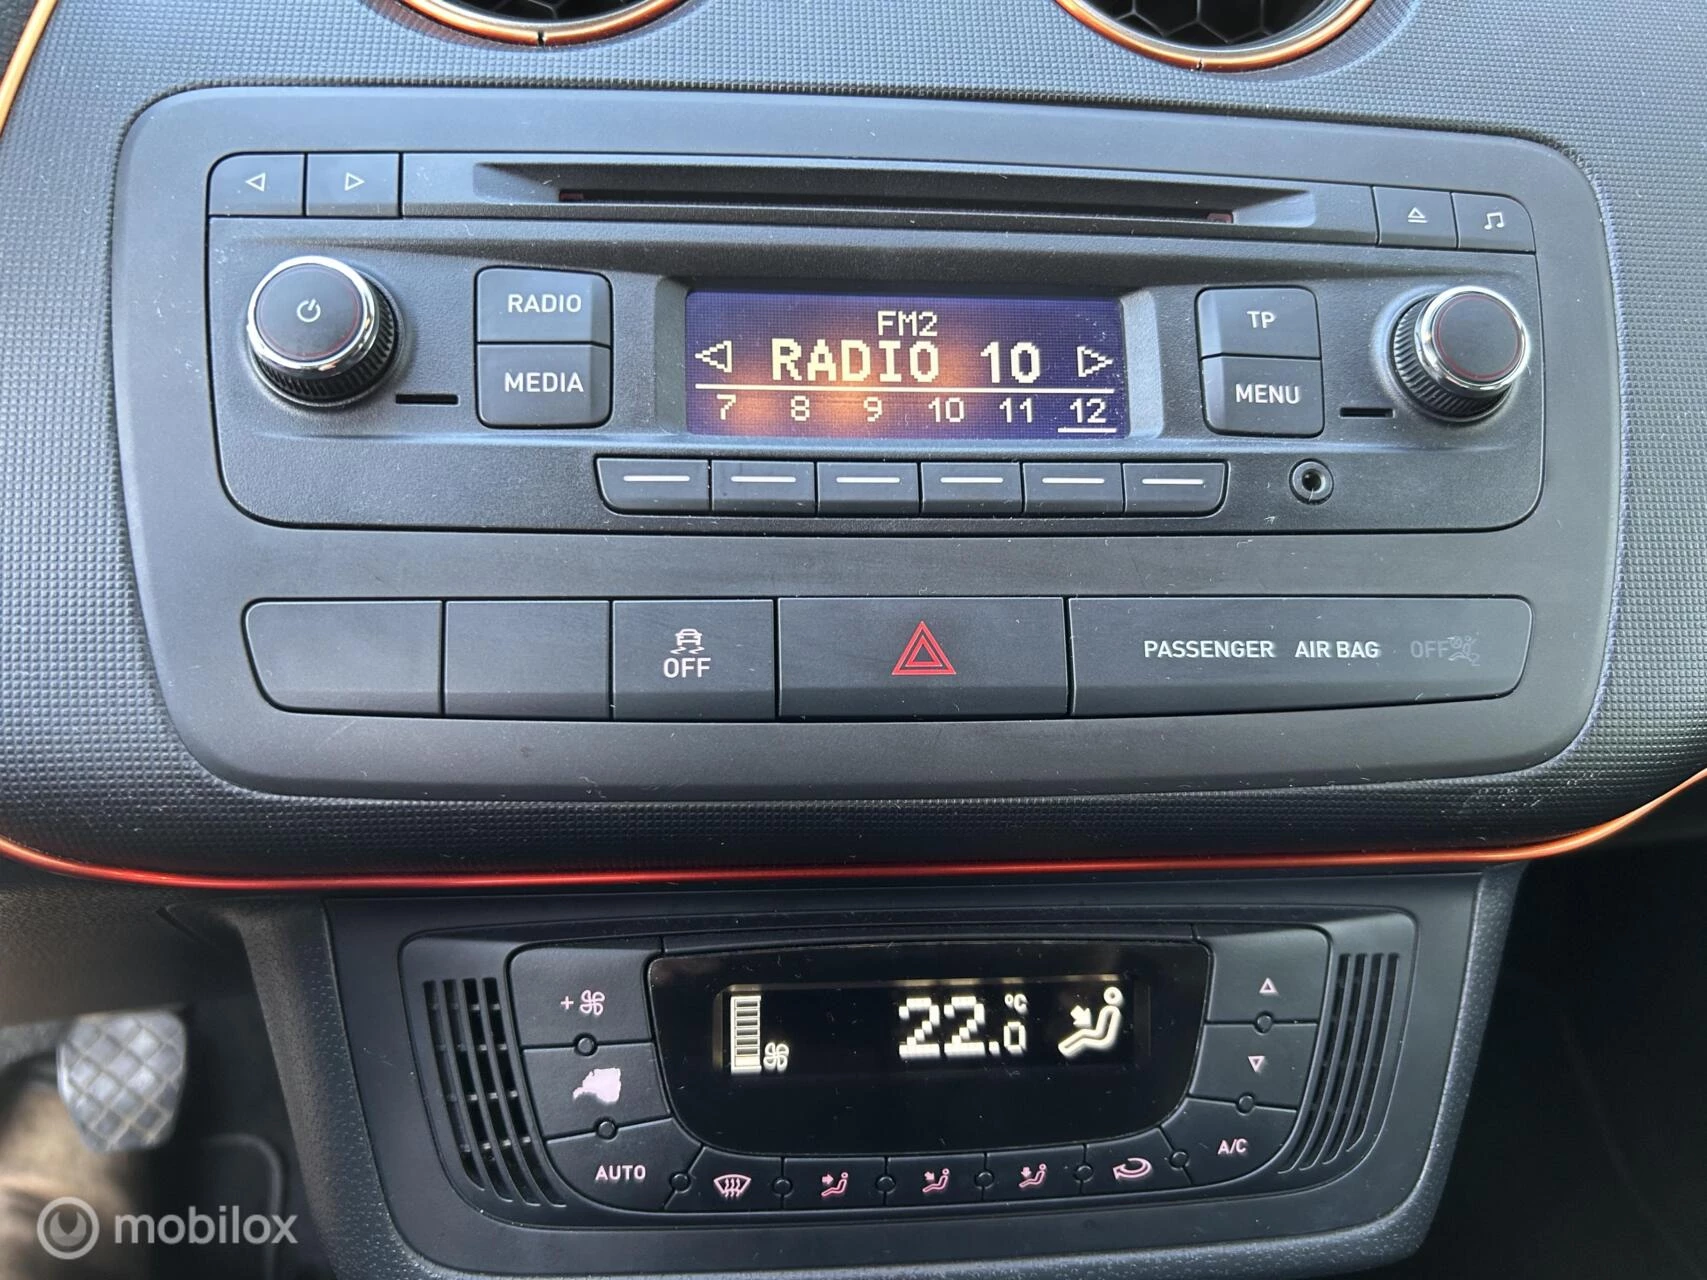 RADIO
MEDIA
FM2
RADIO 10
7 8 9 10 11 12
TP
MENU
OFF
PASSENGER AIR BAG OFF
+
22.0 °C
AUTO
A/C
mobilox